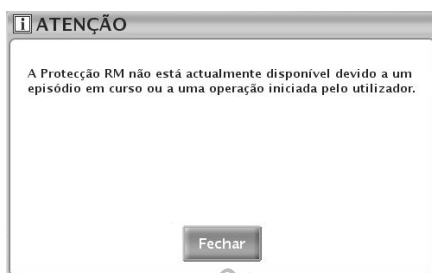 i ATENÇÃO
A Protecção RM não está actualmente disponível devido a um
episódio em curso ou a uma operação iniciada pelo utilizador.
Fechar